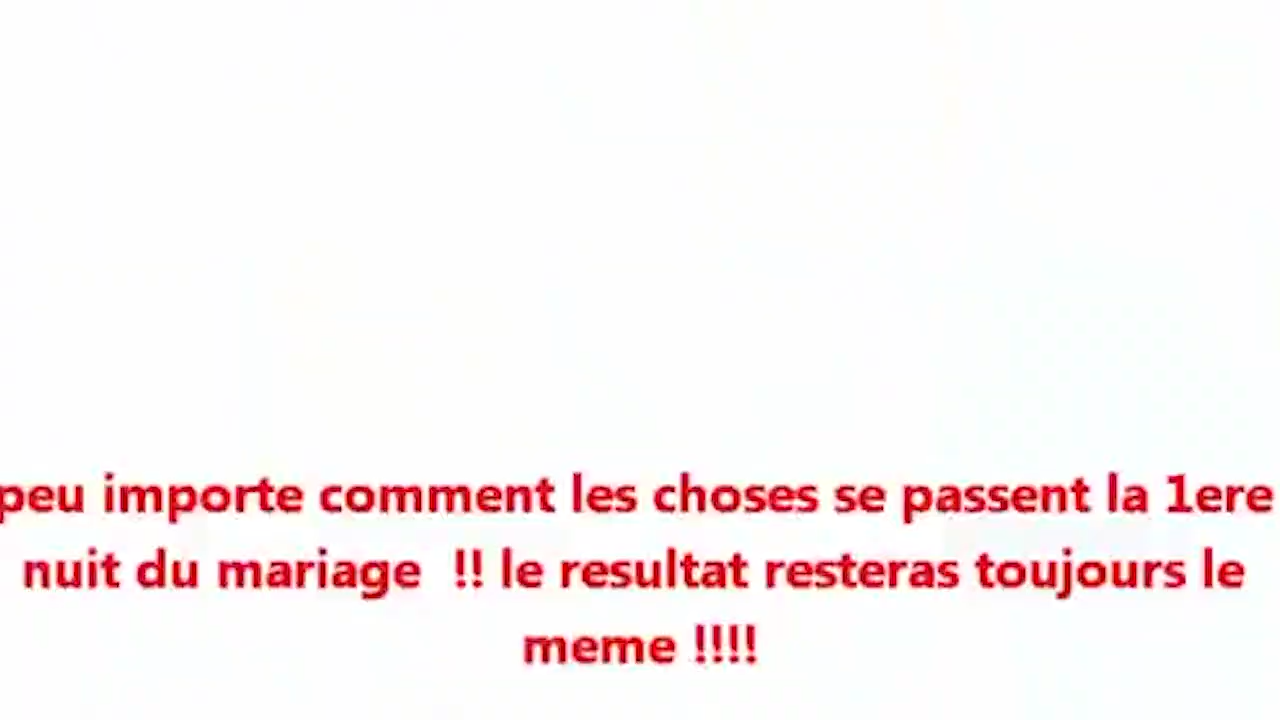 peu importe comment les choses se passent la 1ere
nuit du mariage !! le resultat resteras toujours le
meme !!!!